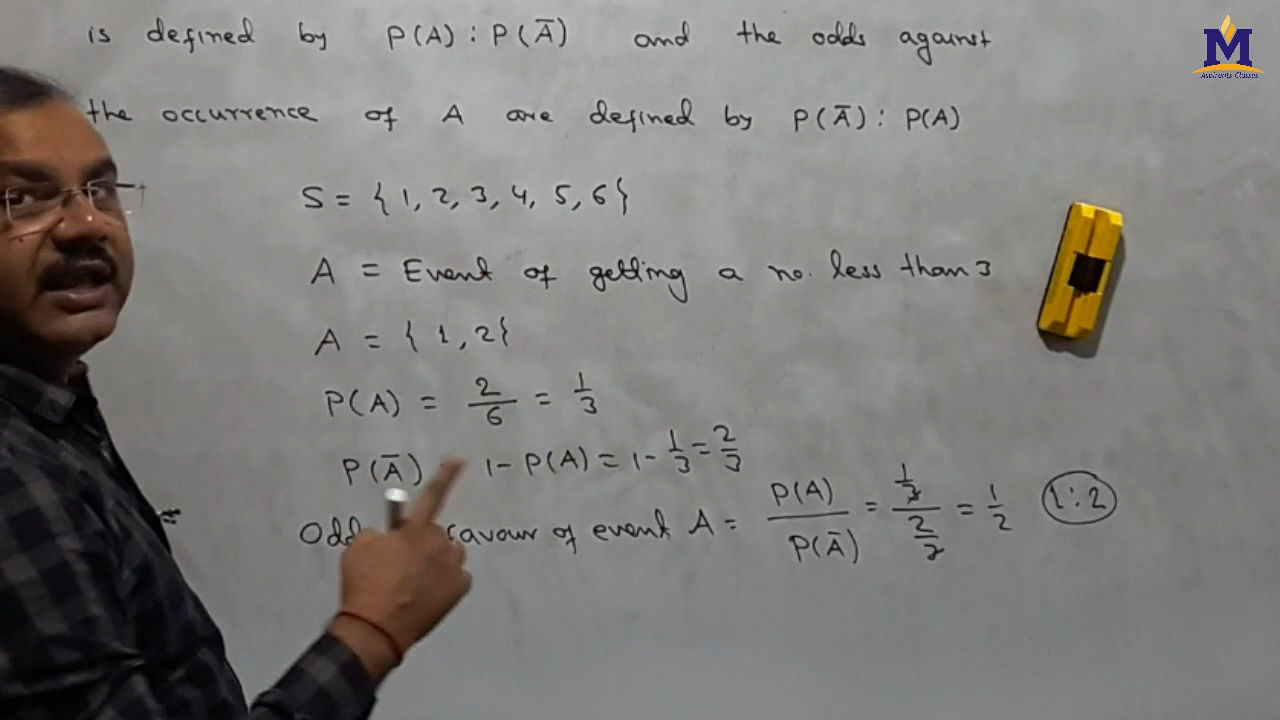 is defined by P(A) : P(Ā) and the odds against
the occurrence of A are defined by P(Ā) : P(A)
S = { 1, 2, 3, 4, 5, 6 }
A = Event of getting a no. less than 3
A = { 1, 2 }
P(A) = 2/6 = 1/3
P(Ā) 1 - P(A) = 1 - 1/3 = 2/3
of event A = P(A)/P(Ā) = (1/3)/(2/3) = 1/2 1:2
M
Aspirants Classes